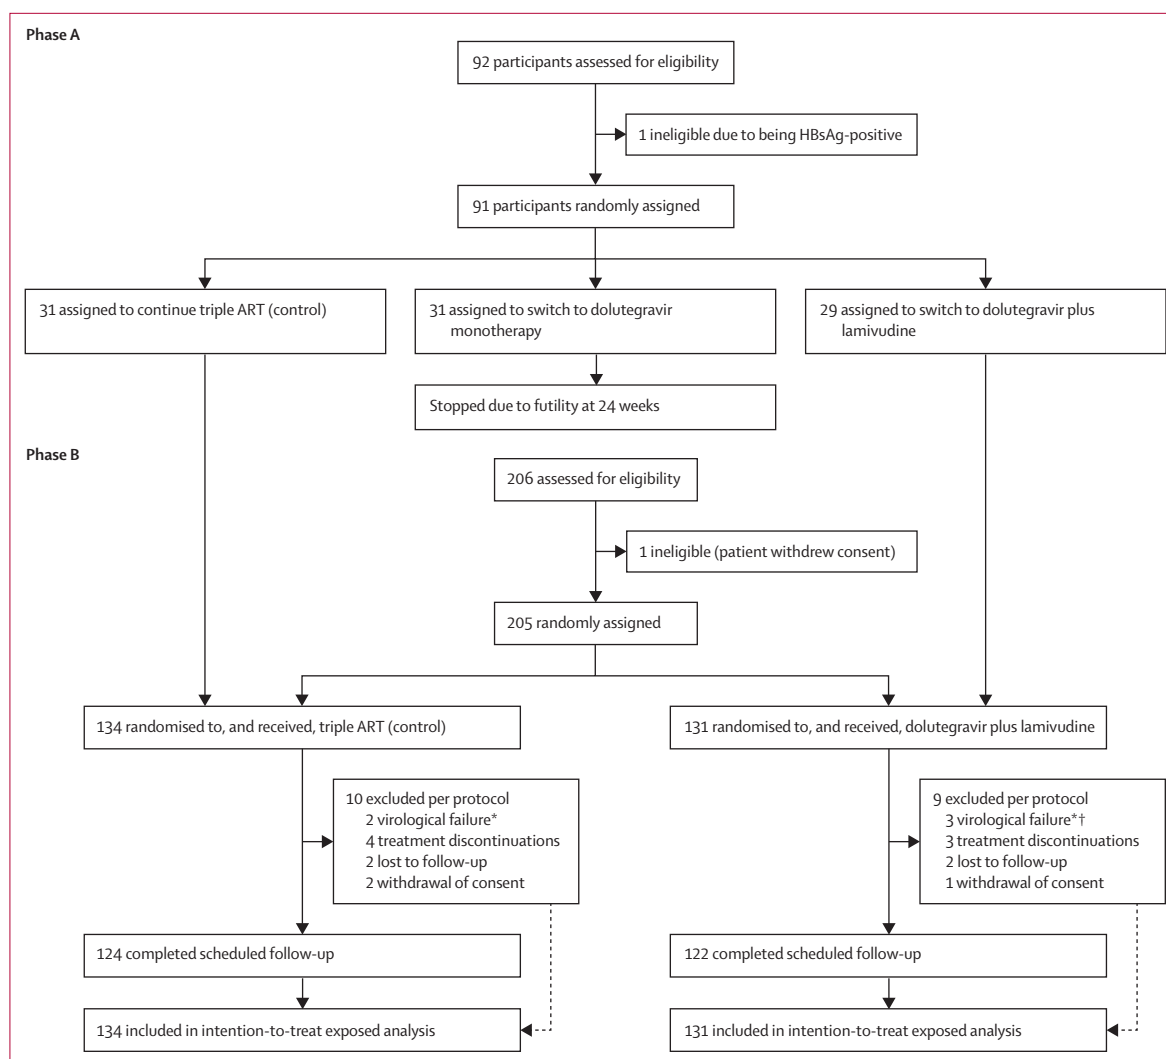 Phase A
92 participants assessed for eligibility
1 ineligible due to being HBsAg-positive
91 participants randomly assigned
31 assigned to continue triple ART (control)
31 assigned to switch to dolutegravir
monotherapy
29 assigned to switch to dolutegravir plus
lamivudine
Stopped due to futility at 24 weeks
Phase B
206 assessed for eligibility
1 ineligible (patient withdrew consent)
205 randomly assigned
134 randomised to, and received, triple ART (control)
131 randomised to, and received, dolutegravir plus lamivudine
10 excluded per protocol
2 virological failure*
4 treatment discontinuations
2 lost to follow-up
2 withdrawal of consent
9 excluded per protocol
3 virological failure*†
3 treatment discontinuations
2 lost to follow-up
1 withdrawal of consent
124 completed scheduled follow-up
122 completed scheduled follow-up
134 included in intention-to-treat exposed analysis
131 included in intention-to-treat exposed analysis